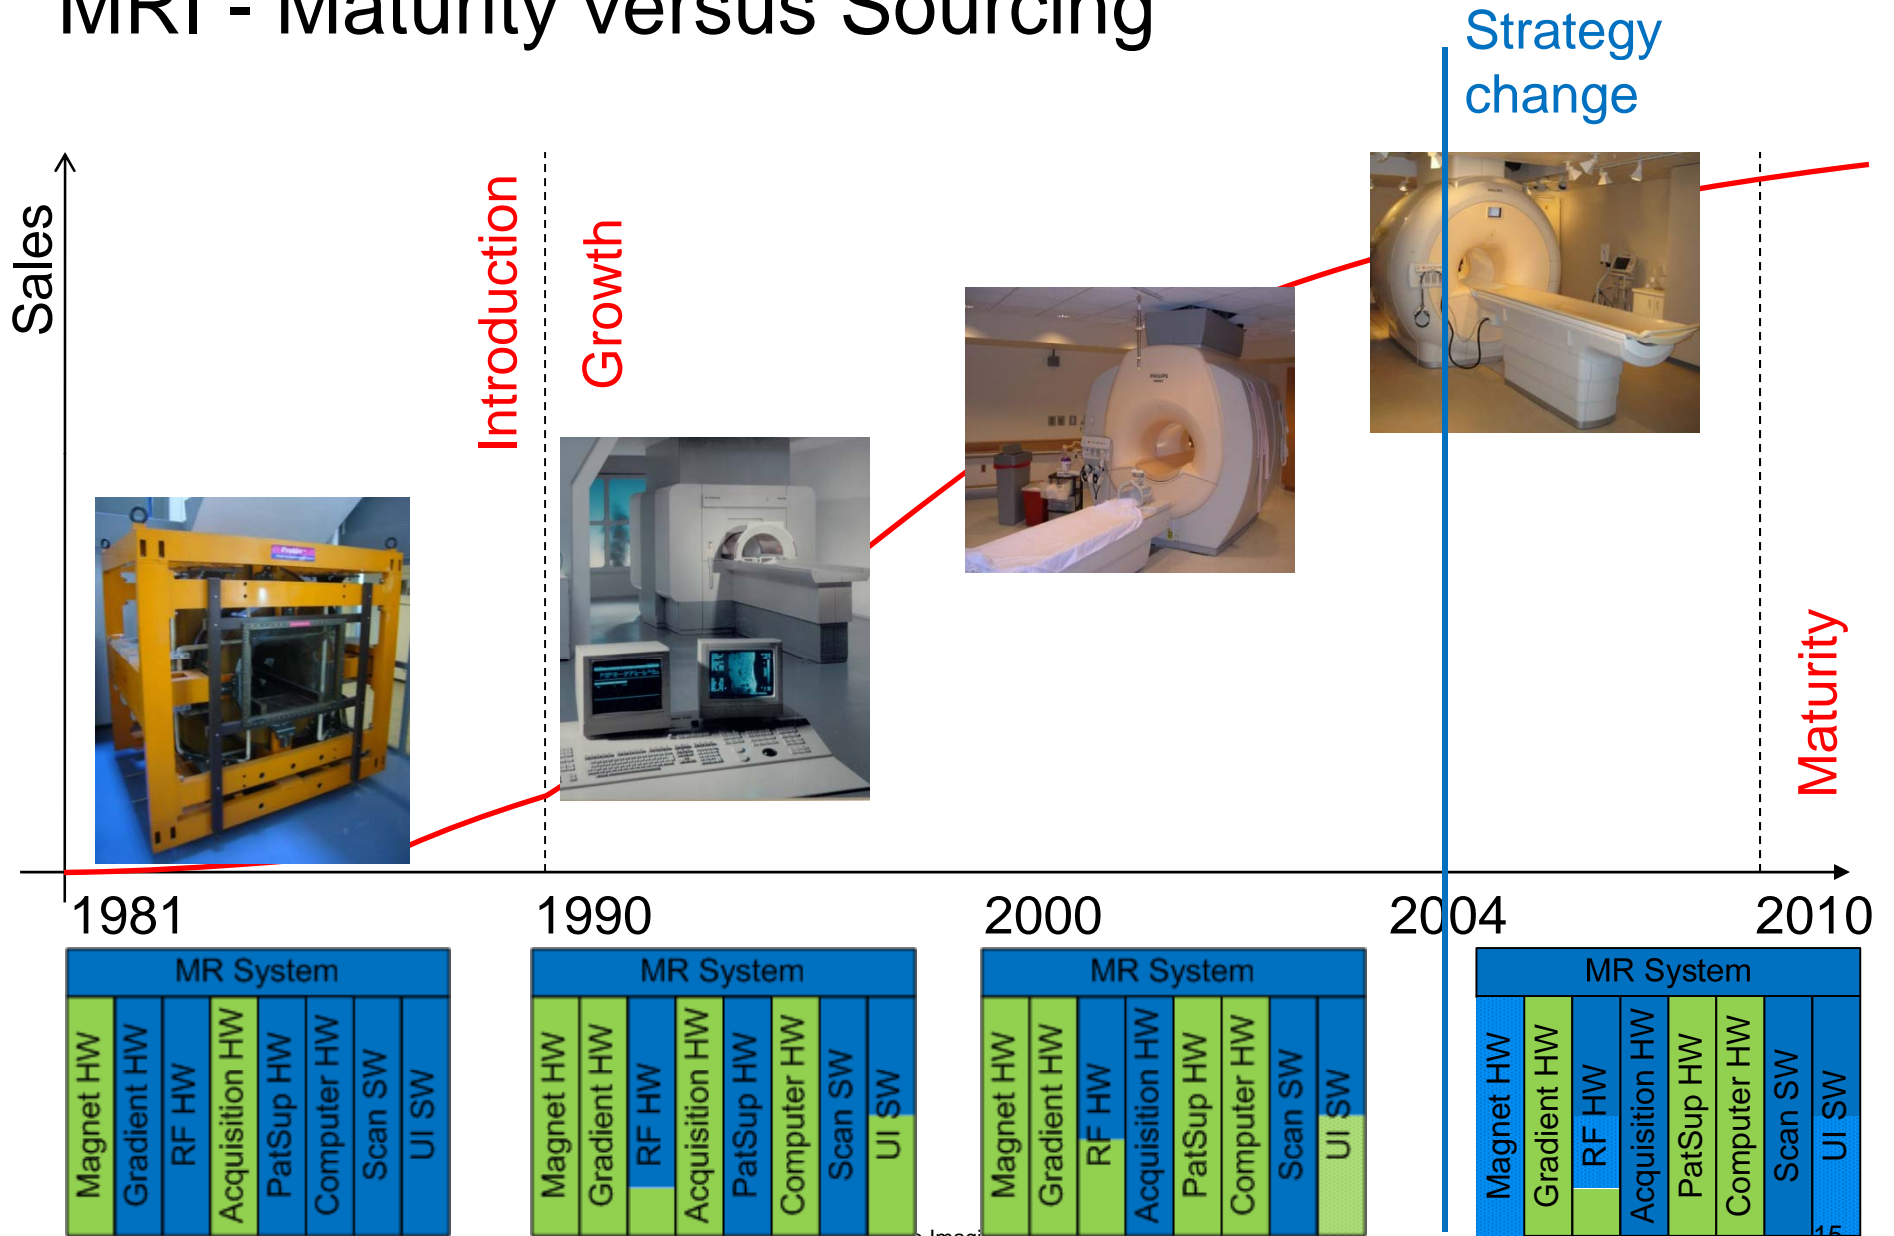 MRI - Maturity versus Sourcing
Strategy
change
Sales
Introduction
Growth
Maturity
1981
1990
2000
2004
2010
MR System
Magnet HW
Gradient HW
RF HW
Acquisition HW
PatSup HW
Computer HW
Scan SW
UI SW
MR System
Magnet HW
Gradient HW
RF HW
Acquisition HW
PatSup HW
Computer HW
Scan SW
UI SW
MR System
Magnet HW
Gradient HW
RF HW
Acquisition HW
PatSup HW
Computer HW
Scan SW
UI SW
MR System
Magnet HW
Gradient HW
RF HW
Acquisition HW
PatSup HW
Computer HW
Scan SW
UI SW
15